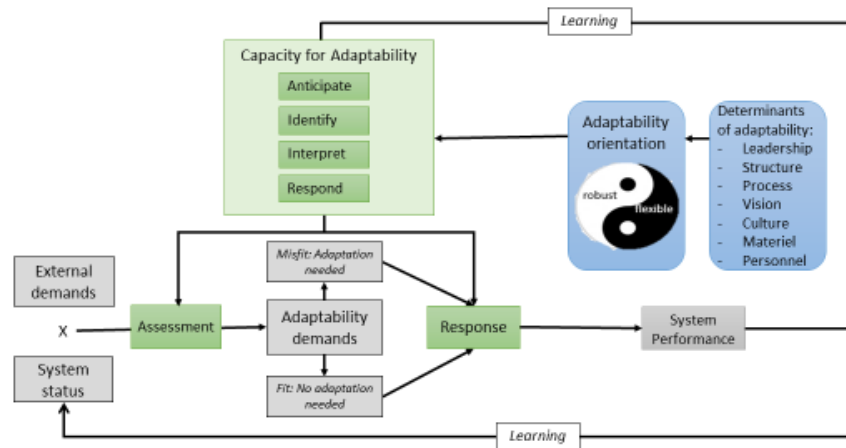 Learning
Capacity for Adaptability
Anticipate
Identify
Interpret
Respond
Adaptability
orientation
robust
flexible
Determinants
of adaptability:
- Leadership
- Structure
- Process
- Vision
- Culture
- Materiel
- Personnel
External
demands
X
System
status
Assessment
Misfit: Adaptation
needed
Adaptability
demands
Fit: No adaptation
needed
Response
System
Performance
Learning